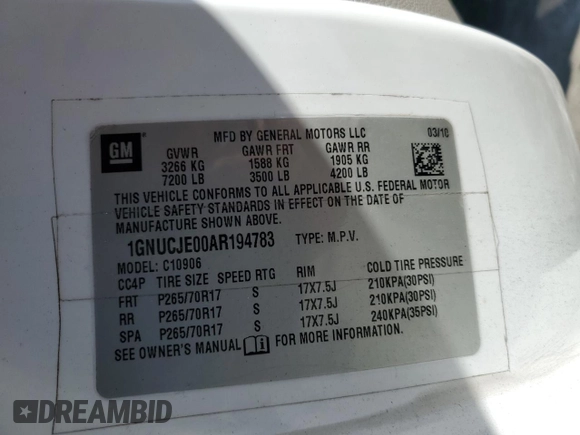 GM
MFD BY GENERAL MOTORS LLC 03/10
GVWR GAWR FRT GAWR RR
3266 KG 1588 KG 1905 KG
7200 LB 3500 LB 4200 LB
THIS VEHICLE CONFORMS TO ALL APPLICABLE U.S. FEDERAL MOTOR
VEHICLE SAFETY STANDARDS IN EFFECT ON THE DATE OF
MANUFACTURE SHOWN ABOVE.
1GNUCJE00AR194783 TYPE: M.P.V.
MODEL: C10906
CC4P TIRE SIZE SPEED RTG RIM COLD TIRE PRESSURE
FRT P265/70R17 S 17X7.5J 210KPA(30PSI)
RR P265/70R17 S 17X7.5J 210KPA(30PSI)
SPA P265/70R17 S 17X7.5J 240KPA(35PSI)
SEE OWNER'S MANUAL FOR MORE INFORMATION.
DREAMBID